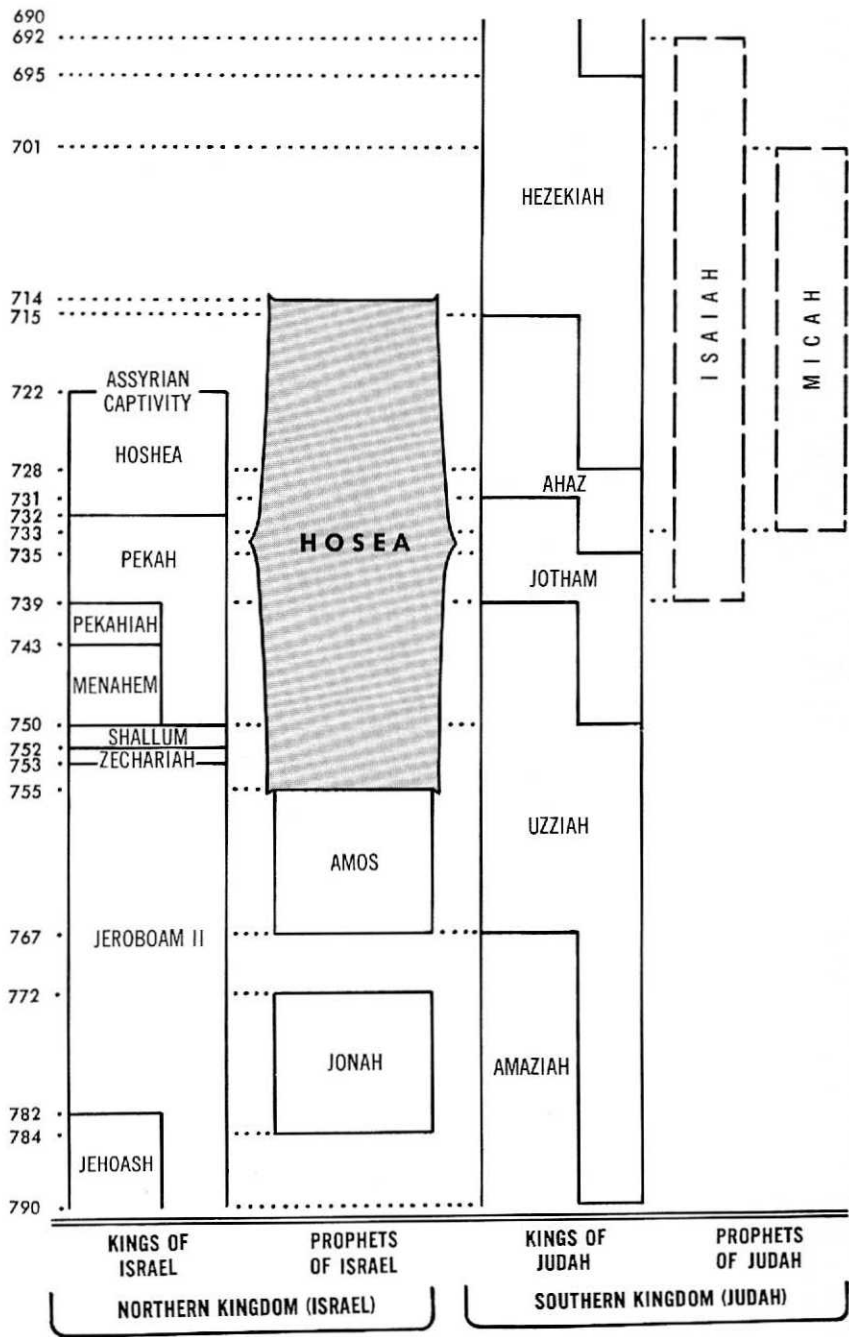 690
692
695
701
HEZEKIAH
ISAIAH
MICAH
714
715
722
ASSYRIAN
CAPTIVITY
HOSHEA
728
AHAZ
731
732
733
HOSEA
735
PEKAH
JOTHAM
739
PEKAHIAH
743
MENAHEM
750
SHALLUM
752
ZECHARIAH
753
755
UZZIAH
AMOS
767
JEROBOAM II
772
JONAH
AMAZIAH
782
784
JEHOASH
790
KINGS OF
ISRAEL
PROPHETS
OF ISRAEL
KINGS OF
JUDAH
PROPHETS
OF JUDAH
NORTHERN KINGDOM (ISRAEL)
SOUTHERN KINGDOM (JUDAH)